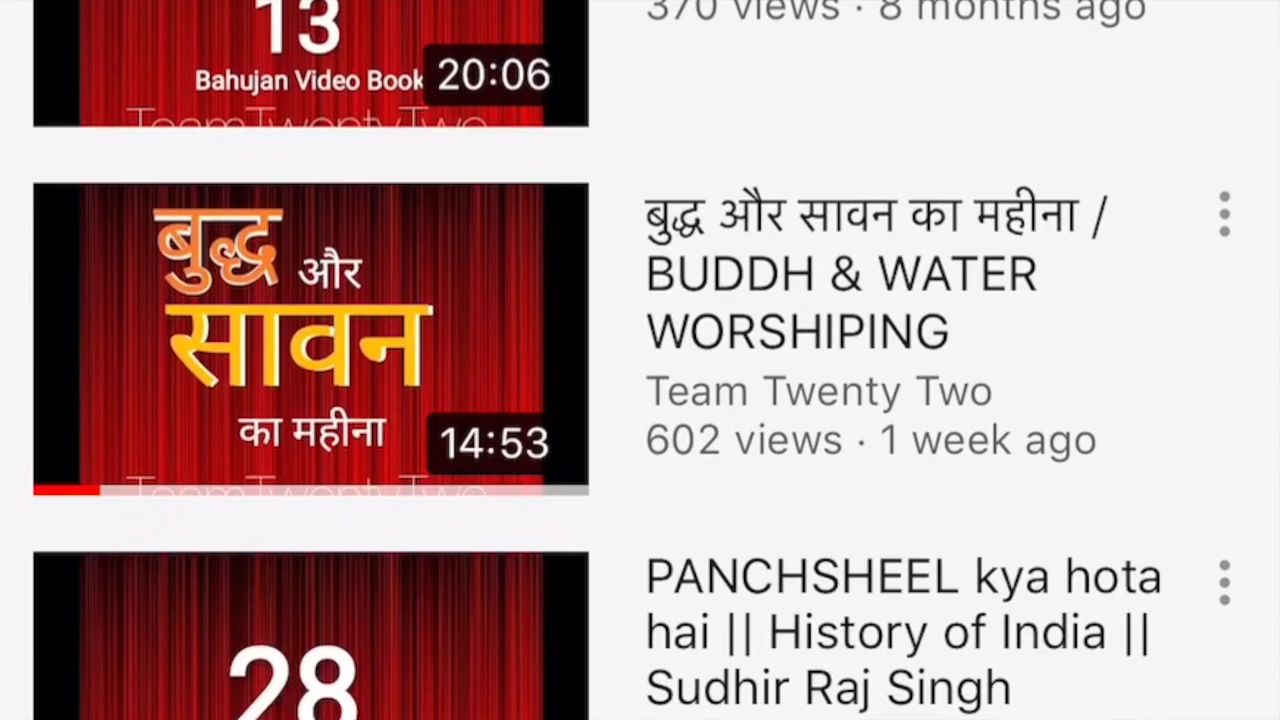 370 views · 8 months ago
13
Bahujan Video Book
20:06
TeamTwentyTwo
बुद्ध
और
सावन
का महीना
14:53
TeamTwentyTwo
बुद्ध और सावन का महीना /
BUDDH & WATER
WORSHIPING
Team Twenty Two
602 views · 1 week ago
28
PANCHSHEEL kya hota
hai || History of India ||
Sudhir Raj Singh